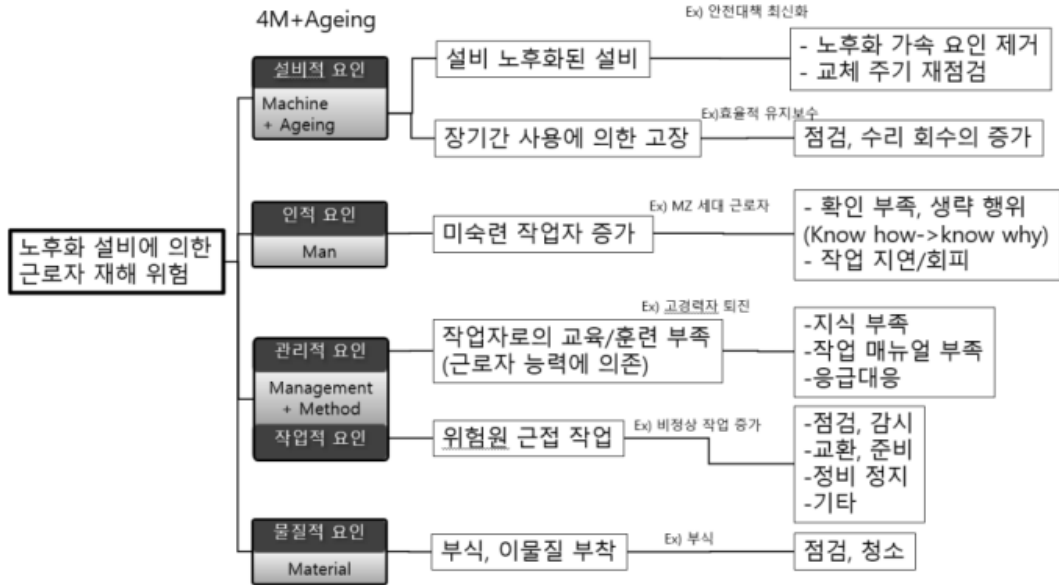 4M+Ageing
노후화 설비에 의한
근로자 재해 위험
설비적 요인
Machine
+ Ageing
설비 노후화된 설비
Ex) 안전대책 최신화
- 노후화 가속 요인 제거
- 교체 주기 재점검
장기간 사용에 의한 고장
Ex)효율적 유지보수
점검, 수리 회수의 증가
인적 요인
Man
미숙련 작업자 증가
Ex) MZ 세대 근로자
- 확인 부족, 생략 행위
(Know how->know why)
- 작업 지연/회피
관리적 요인
Management
+ Method
작업적 요인
작업자로의 교육/훈련 부족
(근로자 능력에 의존)
Ex) 고경력자 퇴진
-지식 부족
-작업 매뉴얼 부족
-응급대응
위험원 근접 작업
Ex) 비정상 작업 증가
-점검, 감시
-교환, 준비
-정비 정지
-기타
물질적 요인
Material
부식, 이물질 부착
Ex) 부식
점검, 청소